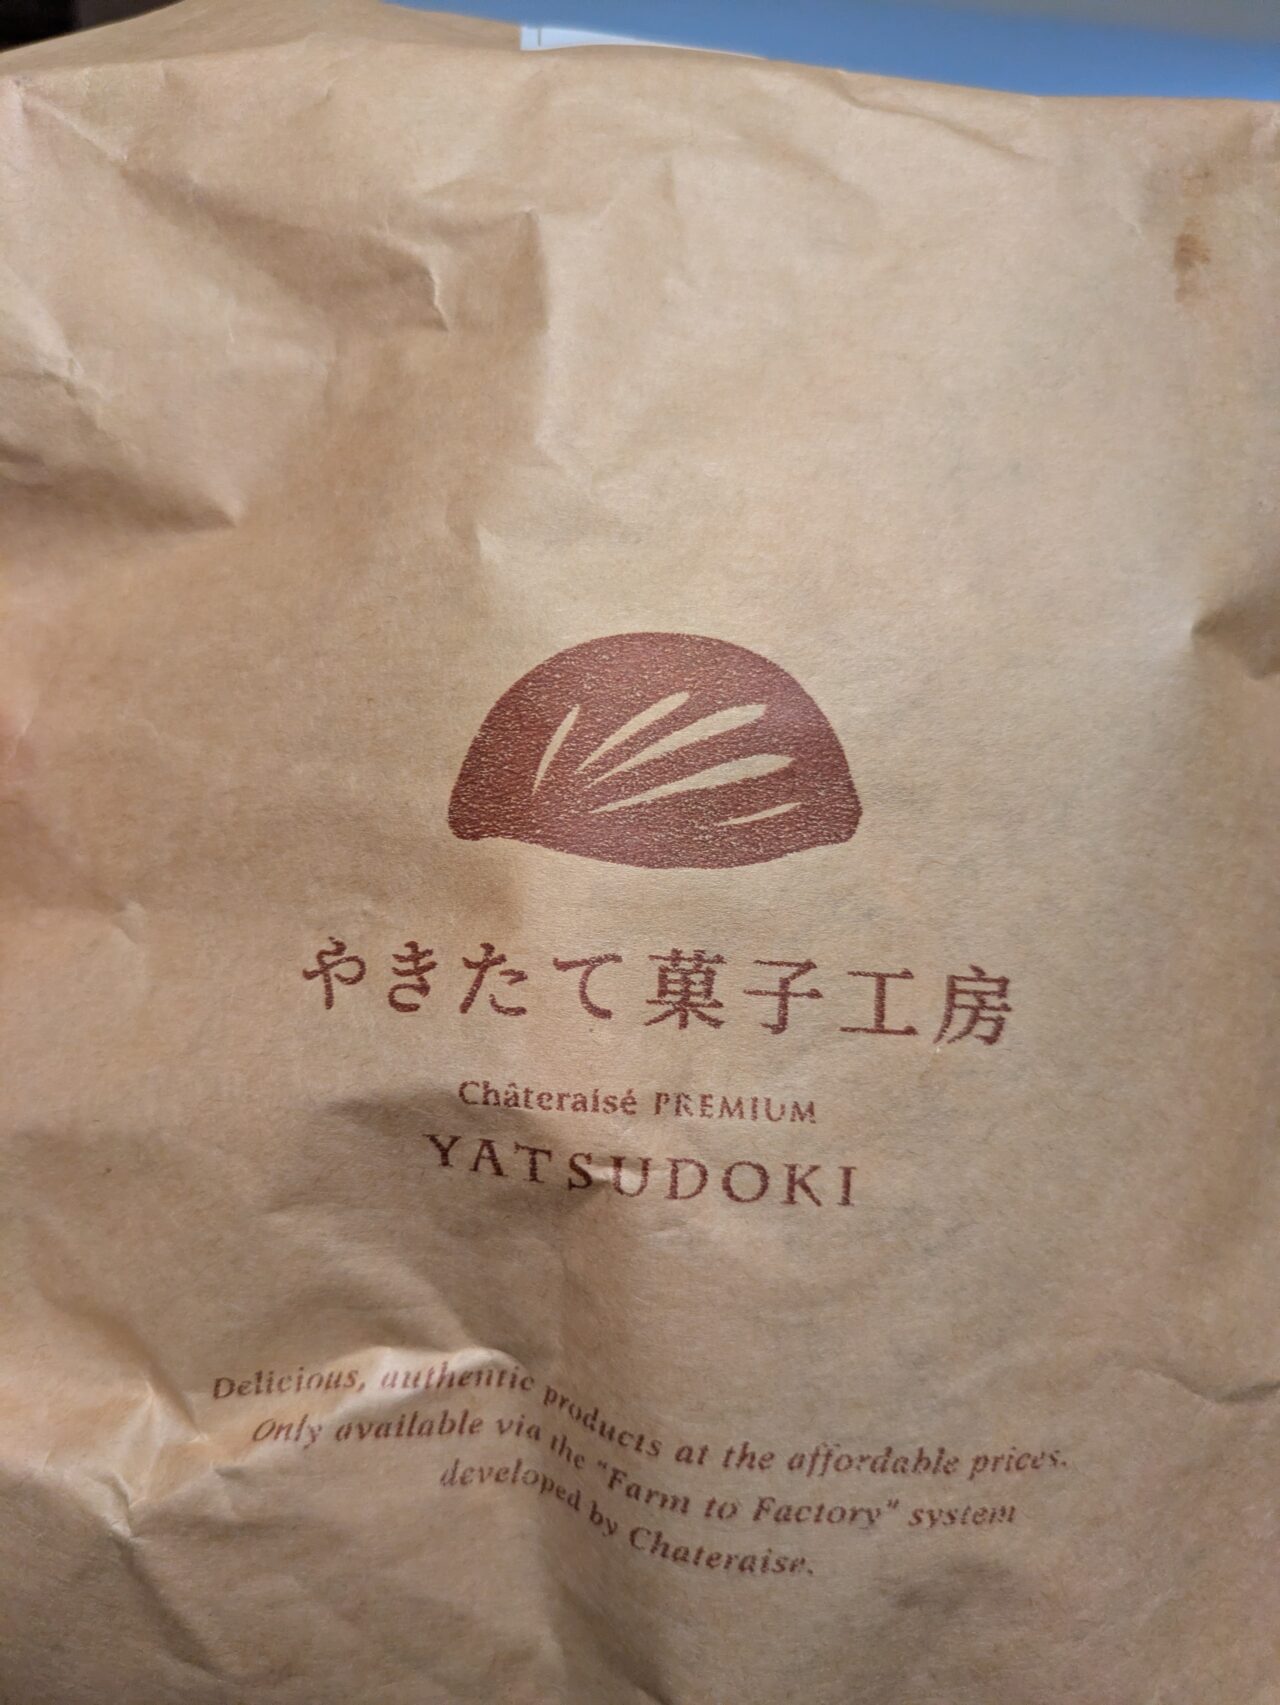 やきたて菓子工房
Châteraisé PREMIUM
YATSUDOKI
Delicious, authentic products at the affordable prices.
Only available via the "Farm to Factory" system
developed by Chateraise.